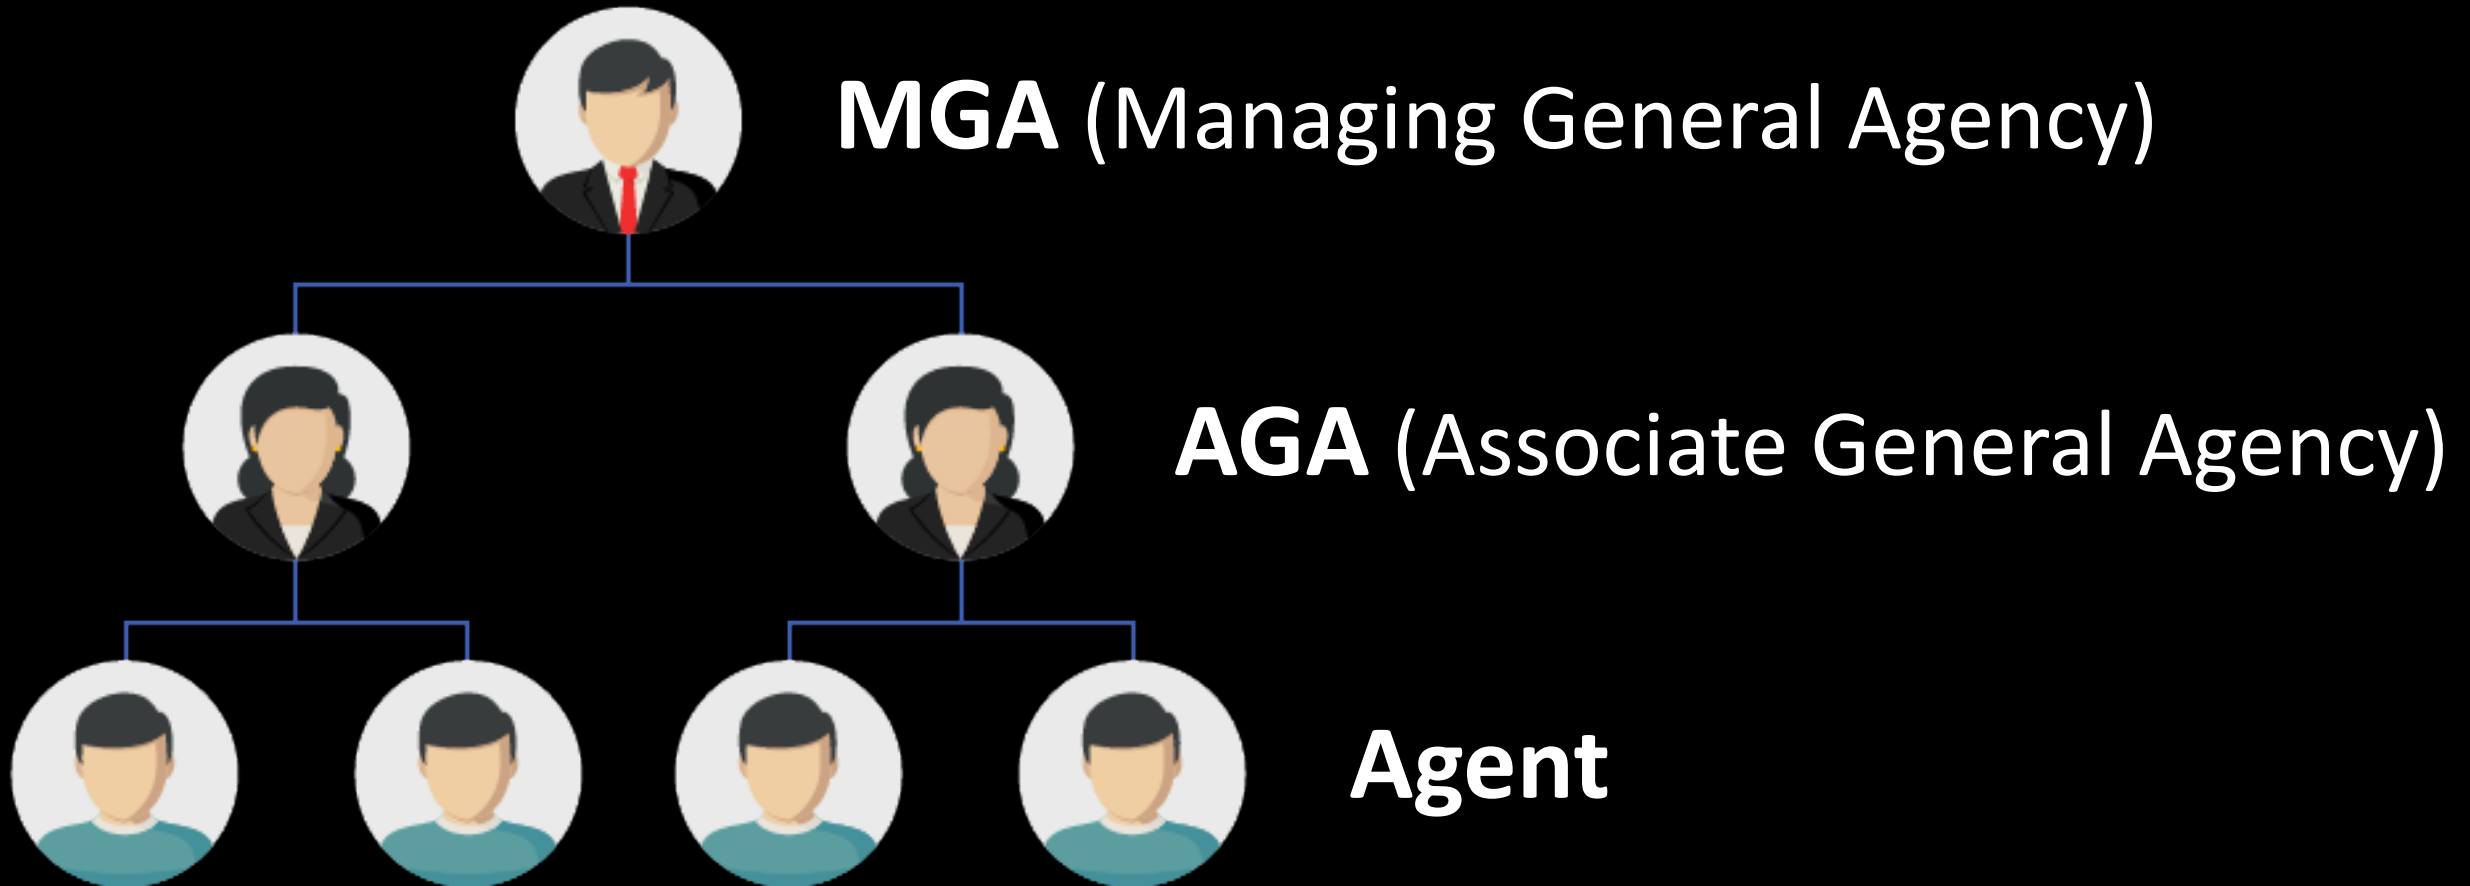 MGA (Managing General Agency)
AGA (Associate General Agency)
Agent